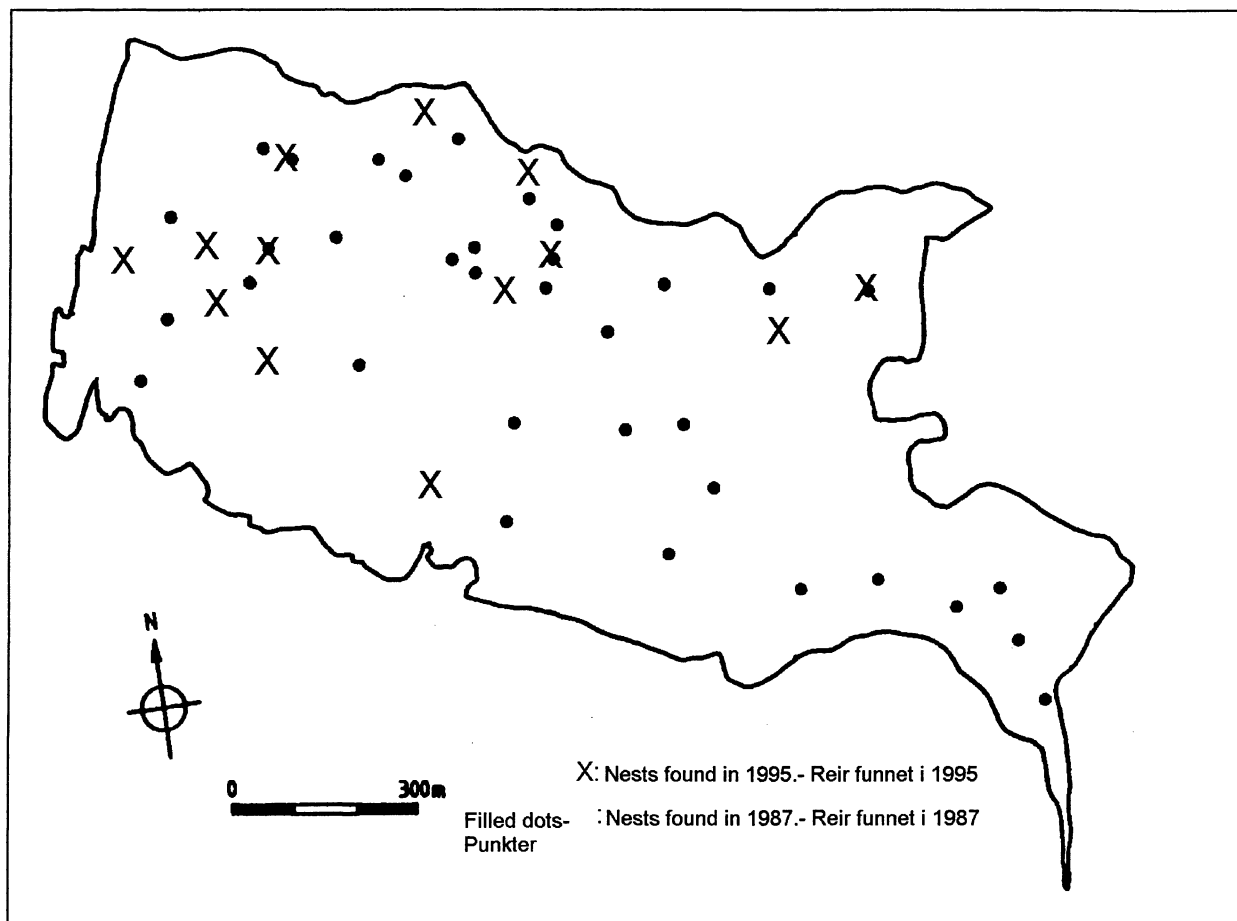 N
0 300m
X: Nests found in 1995.- Reir funnet i 1995
Filled dots- : Nests found in 1987.- Reir funnet i 1987
Punkter